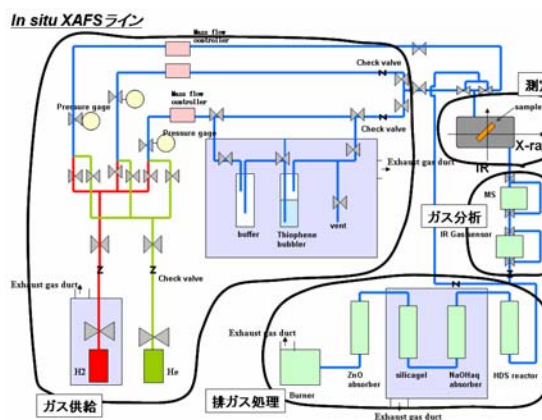 In situ XAFSライン
Mass flow
controller
Check valve
Pressure gage
Mass flow
controller
Pressure gage
Check valve
測定
sample
X-ra
IR
Exhaust gas duct
buffer
Thiophene
bubbler
vent
ガス分析
MS
IR Gas sensor
Check valve
Exhaust gas duct
H2
He
ガス供給
Exhaust gas duct
Burner
ZnO
absorber
silicagel
NaOHaq
absorber
HDS reactor
排ガス処理
Exhaust gas duct